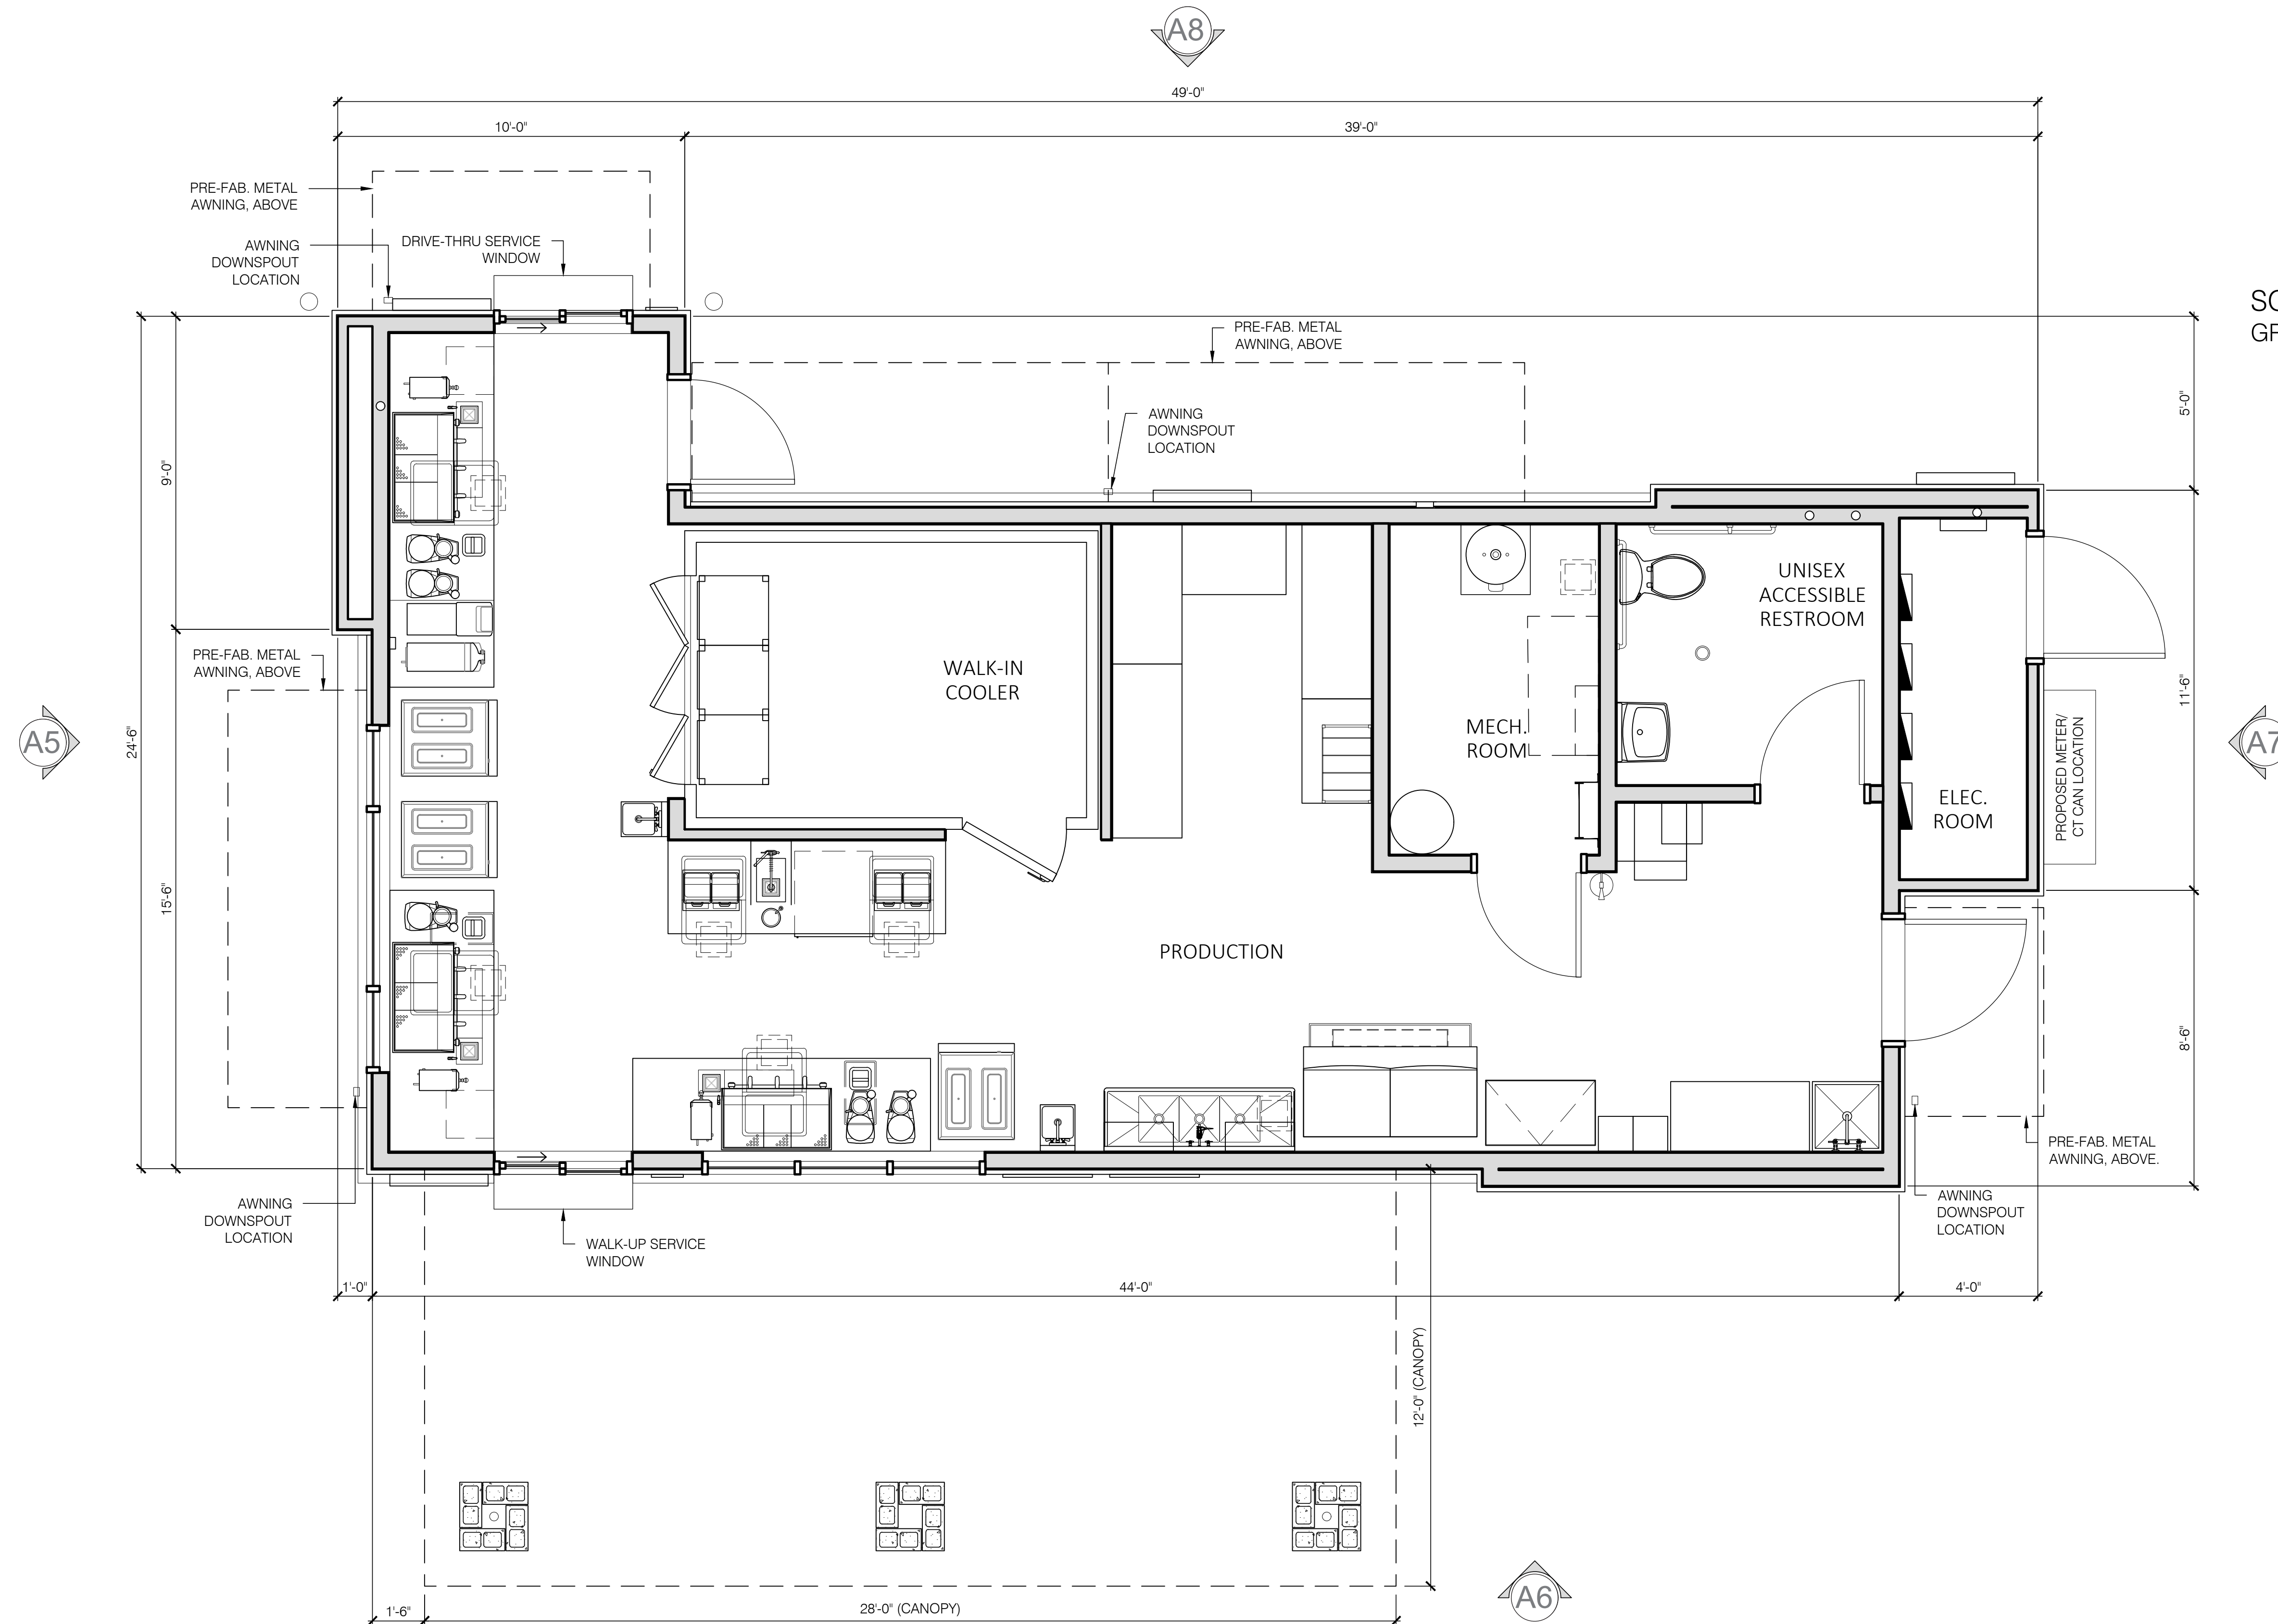 A8
49'-0"
10'-0"
39'-0"
PRE-FAB. METAL
AWNING, ABOVE
AWNING
DOWNSPOUT
LOCATION
DRIVE-THRU SERVICE
WINDOW
PRE-FAB. METAL
AWNING, ABOVE
AWNING
DOWNSPOUT
LOCATION
5'-0"
9'-0"
24'-6"
15'-6"
PRE-FAB. METAL
AWNING, ABOVE
A5
WALK-IN
COOLER
MECH.
ROOM
UNISEX
ACCESSIBLE
RESTROOM
ELEC.
ROOM
PROPOSED METER/
CT CAN LOCATION
11'-6"
A7
PRODUCTION
8'-6"
PRE-FAB. METAL
AWNING, ABOVE.
AWNING
DOWNSPOUT
LOCATION
AWNING
DOWNSPOUT
LOCATION
WALK-UP SERVICE
WINDOW
1'-0"
44'-0"
4'-0"
12'-0" (CANOPY)
A6
1'-6"
28'-0" (CANOPY)